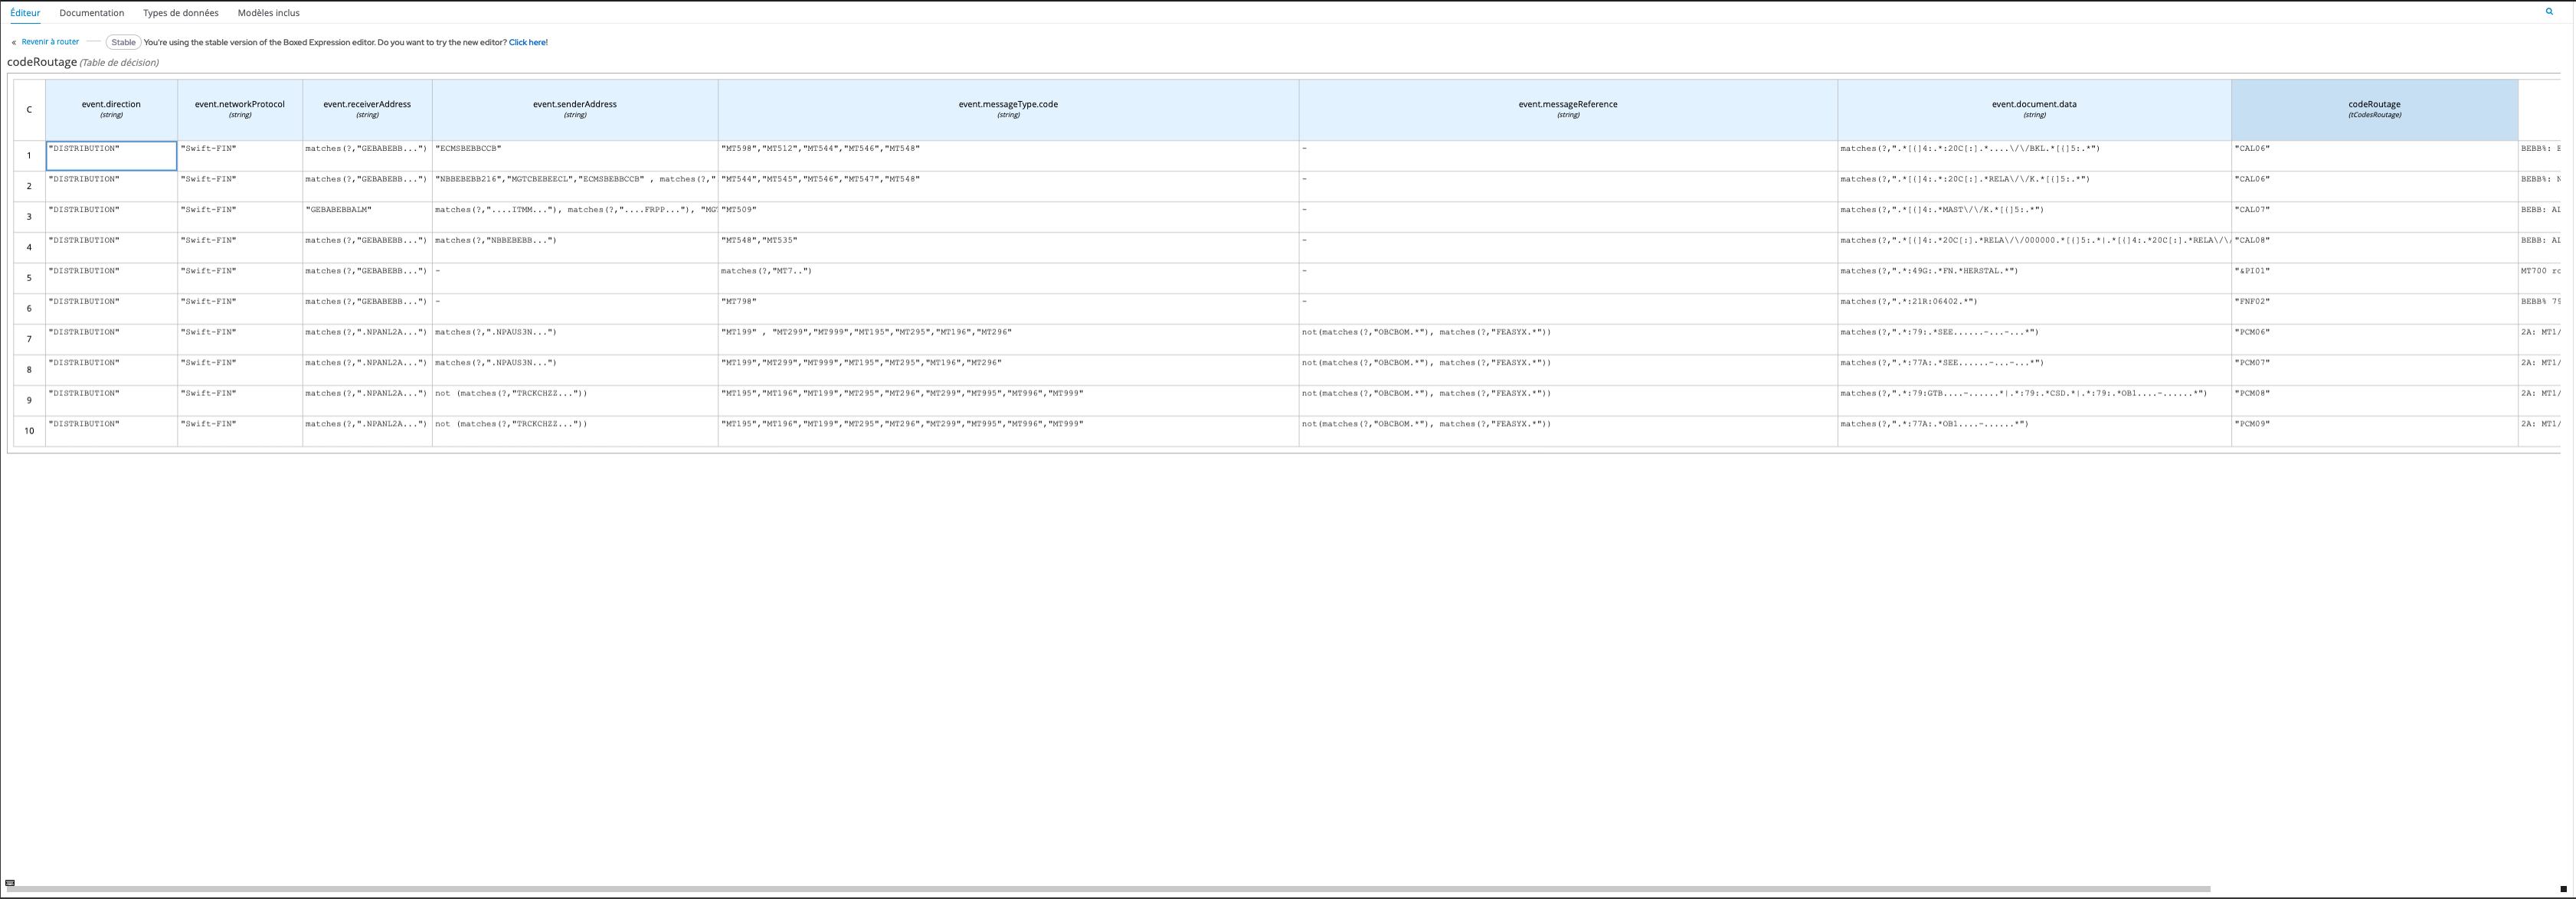 Éditeur Documentation Types de données Modèles inclus
« Revenir à router Stable You're using the stable version of the Boxed Expression editor. Do you want to try the new editor? Click here!
codeRoutage (Table de décision)
C event.direction event.networkProtocol event.receiverAddress event.senderAddress event.messageType.code event.messageReference event.document.data codeRoutage
(string) (string) (string) (string) (string) (string) (string) (tCodesRoutage)
1 "DISTRIBUTION" "Swift-FIN" matches(?,"GEBABEBB...") "ECMSBEBBCCB" "MT598","MT512","MT544","MT546","MT548" - matches(?,".*[(|4:.*:20C[:].*....\/\/BKL.*[(|5:.*") "CAL06" BEBB%: E
2 "DISTRIBUTION" "Swift-FIN" matches(?,"GEBABEBB...") "NBBEBEBB216","MGTCBEBEECL","ECMSBEBBCCB" , matches(?," "MT544","MT545","MT546","MT547","MT548" - matches(?,".*[(]4:.*:20C[:].*RELA\/\/K.*[(]5:.*") "CAL06" BEBB%: N
3 "DISTRIBUTION" "Swift-FIN" "GEBABEBBALM" matches(?,"....ITMM..."), matches(?,"....FRPP..."), "MG "MT509" - matches(?,".*[(]4:.*MAST\/\/K.*[(]5:.*") "CAL07" BEBB: AL
4 "DISTRIBUTION" "Swift-FIN" matches(?,"GEBABEBB...") matches(?,"NBBEBEBB...") "MT548","MT535" - matches(?,".*[(]4:.*20C[:].*RELA\/\/000000.*[(]5:.*|.*[(]4:.*20C[:].*RELA\/\/ "CAL08" BEBB: AL
5 "DISTRIBUTION" "Swift-FIN" matches(?,"GEBABEBB...") - matches(?,"MT7..") - matches(?,".*:49G:.*FN.*HERSTAL.*") "&PI01" MT700 rc
6 "DISTRIBUTION" "Swift-FIN" matches(?,"GEBABEBB...") - "MT798" - matches(?,".*:21R:06402.*") "FNF02" BEBB% 79
7 "DISTRIBUTION" "Swift-FIN" matches(?,".NPANL2A...") matches(?,".NPAUS3N...") "MT199" , "MT299","MT999","MT195","MT295","MT196","MT296" not(matches(?,"OBCBOM.*"), matches(?,"FEASYX.*")) matches(?,".*:79:.*SEE......-...-...*") "PCM06" 2A: MT1/
8 "DISTRIBUTION" "Swift-FIN" matches(?,".NPANL2A...") matches(?,".NPAUS3N...") "MT199","MT299","MT999","MT195","MT295","MT196","MT296" not(matches(?,"OBCBOM.*"), matches(?,"FEASYX.*")) matches(?,".*:77A:.*SEE......-...-...*") "PCM07" 2A: MT1/
9 "DISTRIBUTION" "Swift-FIN" matches(?,".NPANL2A...") not (matches(?,"TRCKCHZZ...")) "MT195","MT196","MT199","MT295","MT296","MT299","MT995","MT996","MT999" not(matches(?,"OBCBOM.*"), matches(?,"FEASYX.*")) matches(?,".*:79:GTB....-......*|.*:79:.*CSD.*|.*:79:.*OB1....-......*") "PCM08" 2A: MT1/
10 "DISTRIBUTION" "Swift-FIN" matches(?,".NPANL2A...") not (matches(?,"TRCKCHZZ...")) "MT195","MT196","MT199","MT295","MT296","MT299","MT995","MT996","MT999" not(matches(?,"OBCBOM.*"), matches(?,"FEASYX.*")) matches(?,".*:77A:.*OB1....-......*") "PCM09" 2A: MT1/